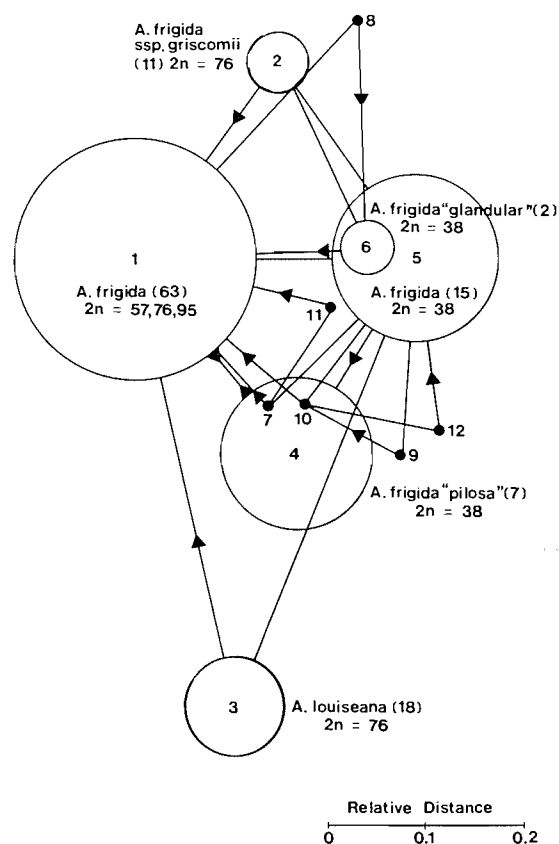 A. frigida
ssp. griscomii
(11) 2n = 76
2
8
A. frigida "glandular" (2)
2n = 38
6
5
1
A. frigida (63)
2n = 57,76,95
A. frigida (15)
2n = 38
11
7
10
12
4
9
A. frigida "pilosa" (7)
2n = 38
3
A. louiseana (18)
2n = 76
Relative Distance
0
0.1
0.2